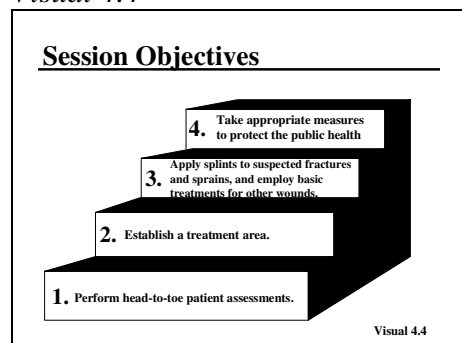 Visual 4.4
Session Objectives
4. Take appropriate measures
to protect the public health
3. Apply splints to suspected fractures
and sprains, and employ basic
treatments for other wounds.
2. Establish a treatment area.
1. Perform head-to-toe patient assessments.
Visual 4.4